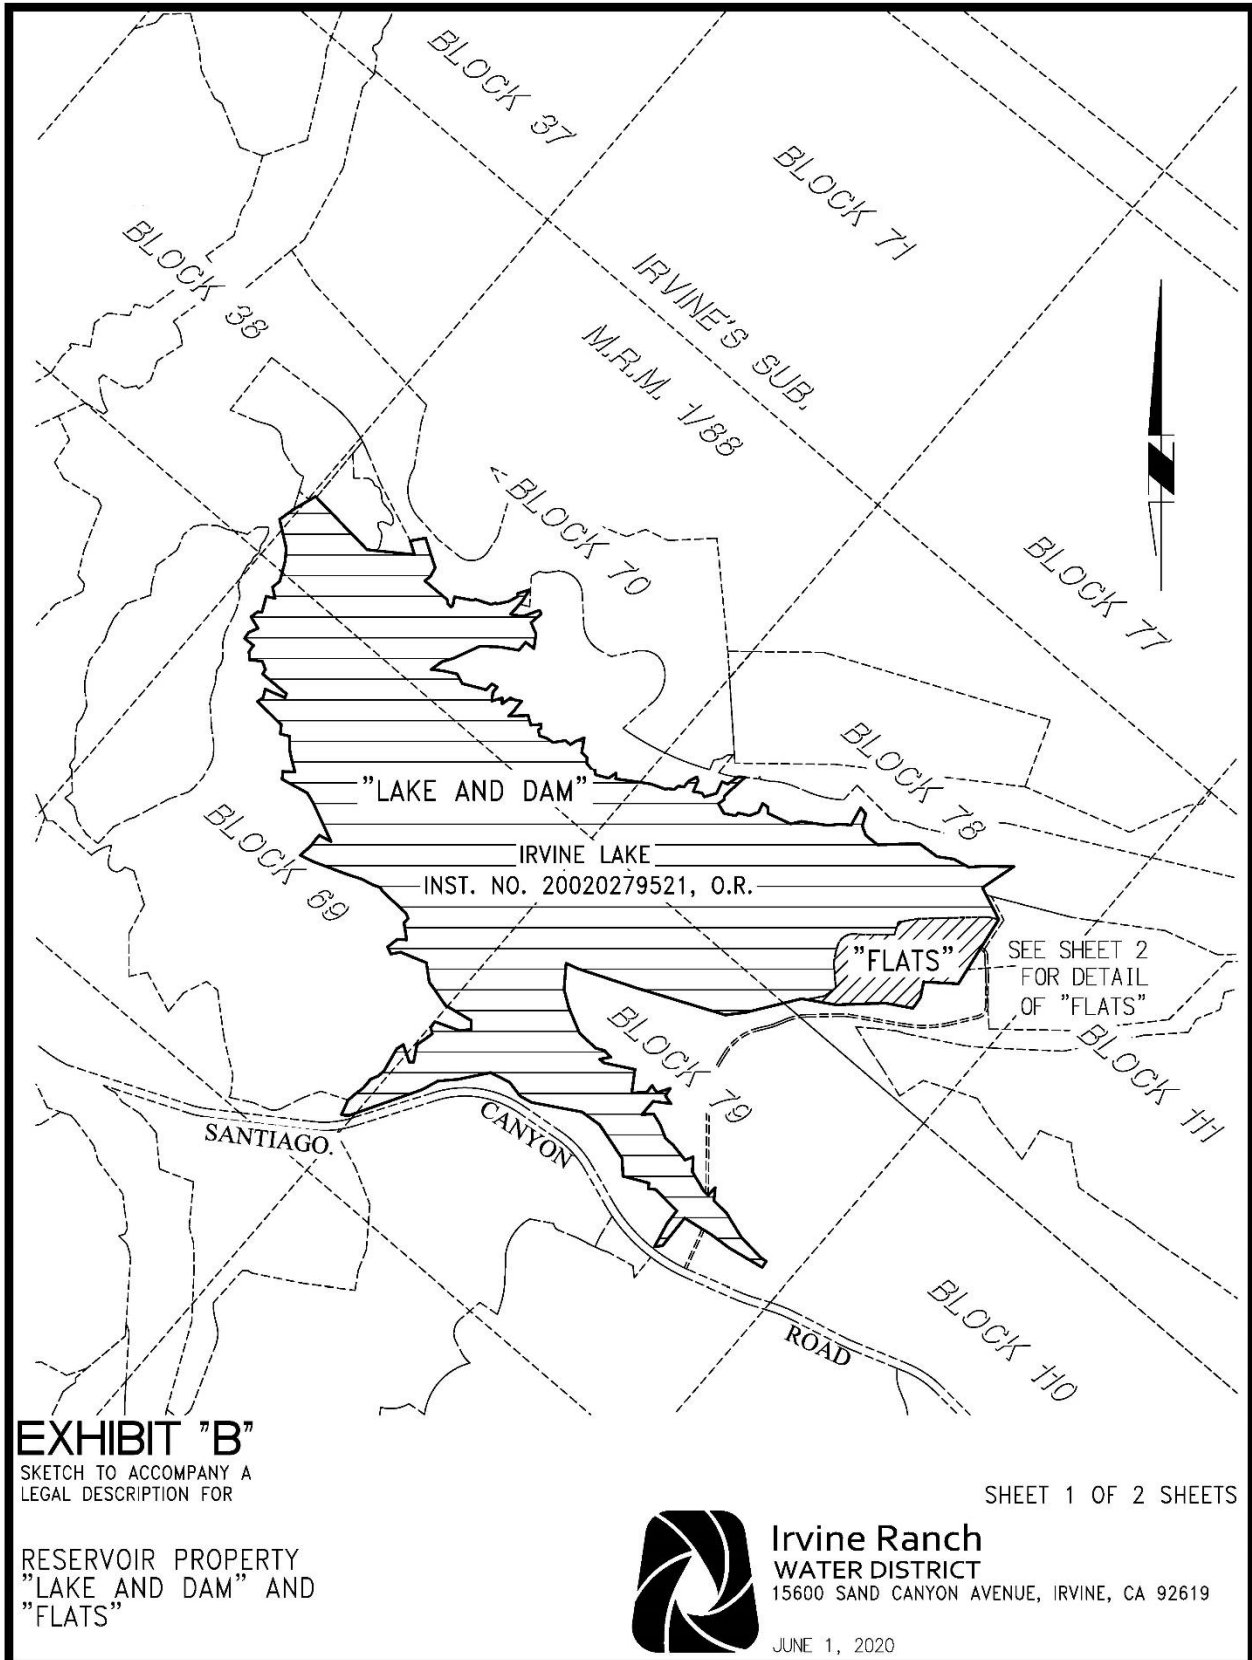 BLOCK 37
BLOCK 71
BLOCK 38
IRVINE'S SUB.
M.R.M. 1/88
BLOCK 70
BLOCK 77
BLOCK 78
"LAKE AND DAM"
BLOCK 69
IRVINE LAKE
INST. NO. 20020279521, O.R.
"FLATS"
SEE SHEET 2
FOR DETAIL
OF "FLATS"
BLOCK 79
BLOCK 111
SANTIAGO.
CANYON
ROAD
BLOCK 110
EXHIBIT "B"
SKETCH TO ACCOMPANY A
LEGAL DESCRIPTION FOR
RESERVOIR PROPERTY
"LAKE AND DAM" AND
"FLATS"
SHEET 1 OF 2 SHEETS
Irvine Ranch
WATER DISTRICT
15600 SAND CANYON AVENUE, IRVINE, CA 92619
JUNE 1, 2020